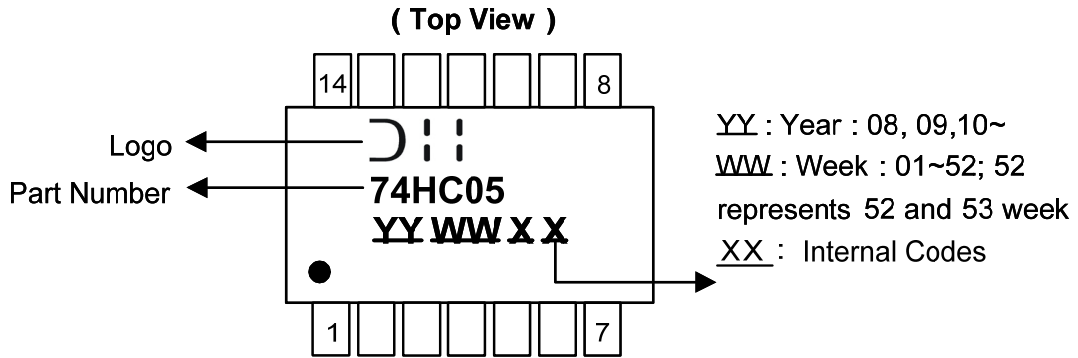 ( Top View )
14 8
Logo
Part Number
74HC05
YY WW X X
1 7
YY : Year : 08, 09,10~
WW : Week : 01~52; 52
represents 52 and 53 week
XX : Internal Codes